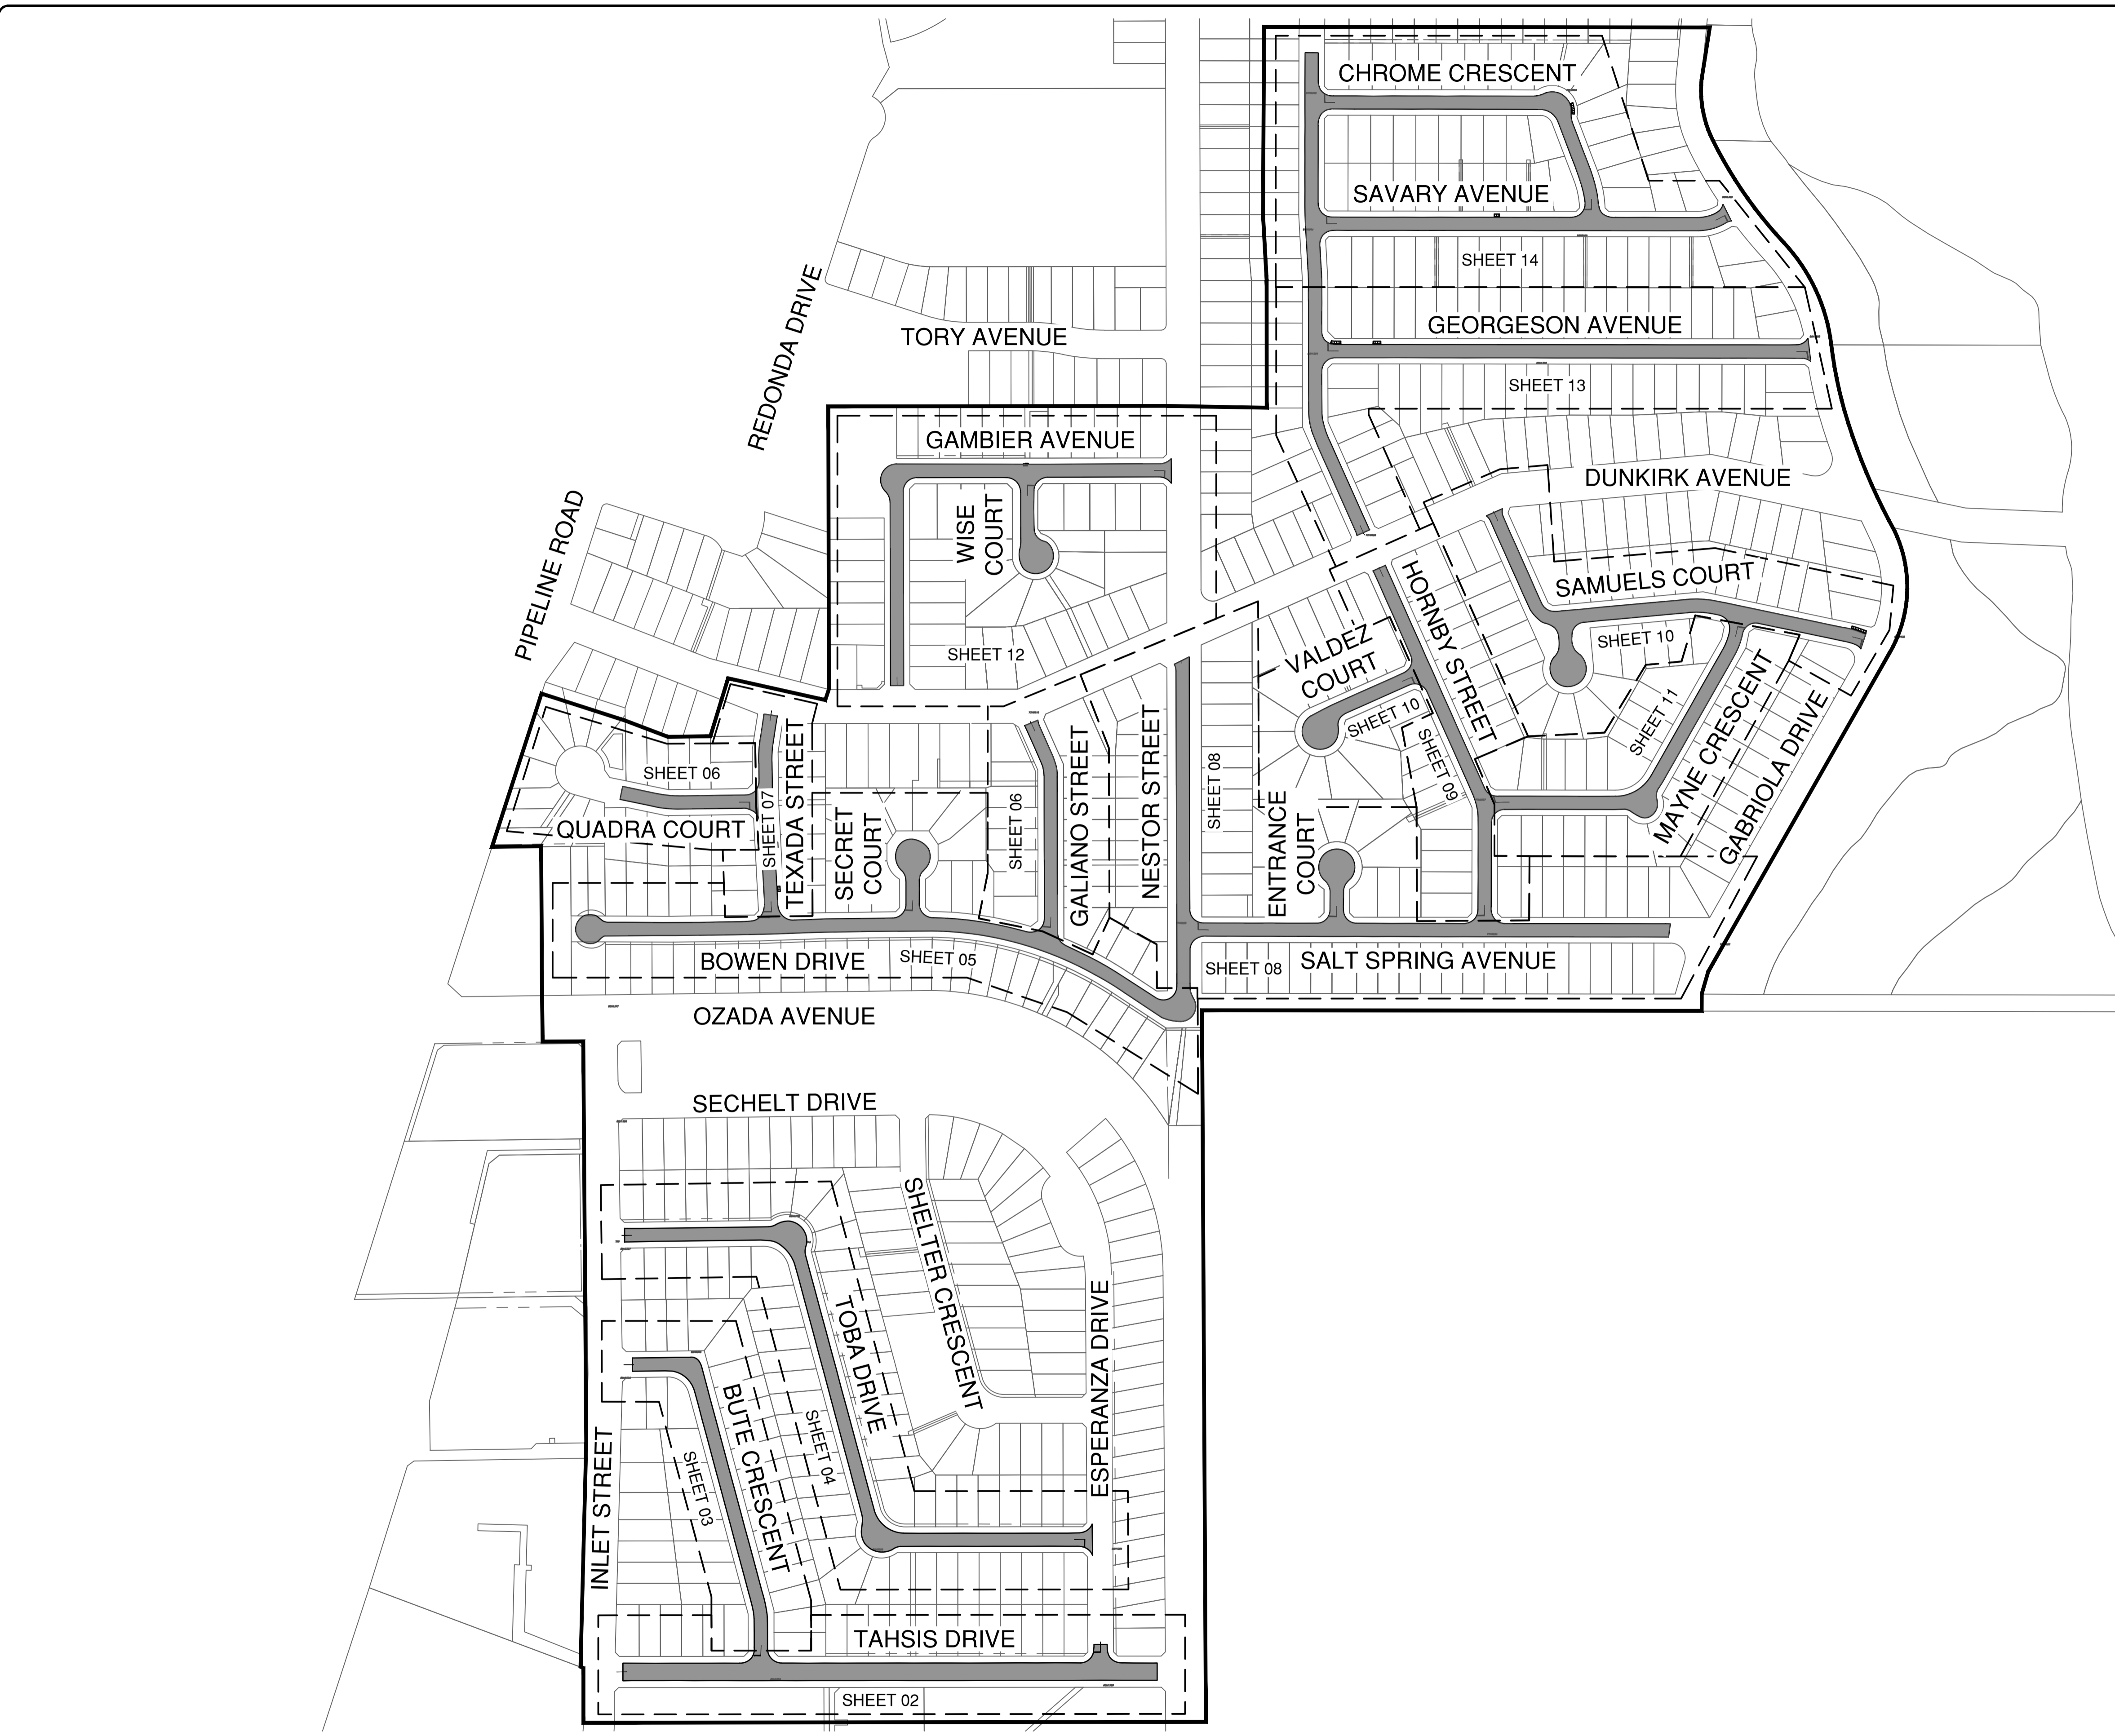 CHROME CRESCENT
SAVARY AVENUE
SHEET 14
REDONDA DRIVE
TORY AVENUE
GEORGESON AVENUE
SHEET 13
GAMBIER AVENUE
DUNKIRK AVENUE
PIPELINE ROAD
WISE
COURT
SHEET 12
HORNBY STREET
SAMUELS COURT
SHEET 10
VALDEZ
COURT
SHEET 10
SHEET 09
SHEET 11
MAYNE CRESCENT
GABRIOLA DRIVE
SHEET 06
QUADRA COURT
SHEET 07
TEXADA STREET
SECRET
COURT
SHEET 06
GALIANO STREET
NESTOR STREET
SHEET 08
ENTRANCE
COURT
BOWEN DRIVE
SHEET 05
SHEET 08
SALT SPRING AVENUE
OZADA AVENUE
SECHELT DRIVE
SHELTER CRESCENT
TOBA DRIVE
ESPERANZA DRIVE
SHEET 04
BUTE CRESCENT
SHEET 03
INLET STREET
TAHSIS DRIVE
SHEET 02